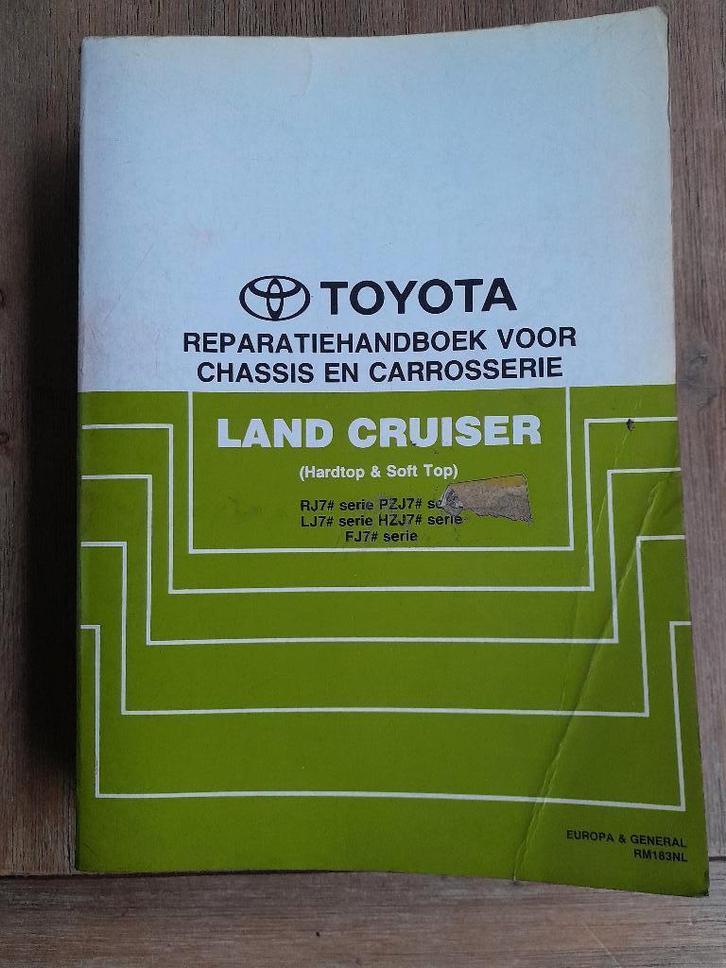 TOYOTA
REPARATIEHANDBOEK VOOR
CHASSIS EN CARROSSERIE
LAND CRUISER
(Hardtop & Soft Top)
RJ7# serie PZJ7#
LJ7# serie HZJ7# serie
FJ7# serie
EUROPA & GENERAL
RM183NL